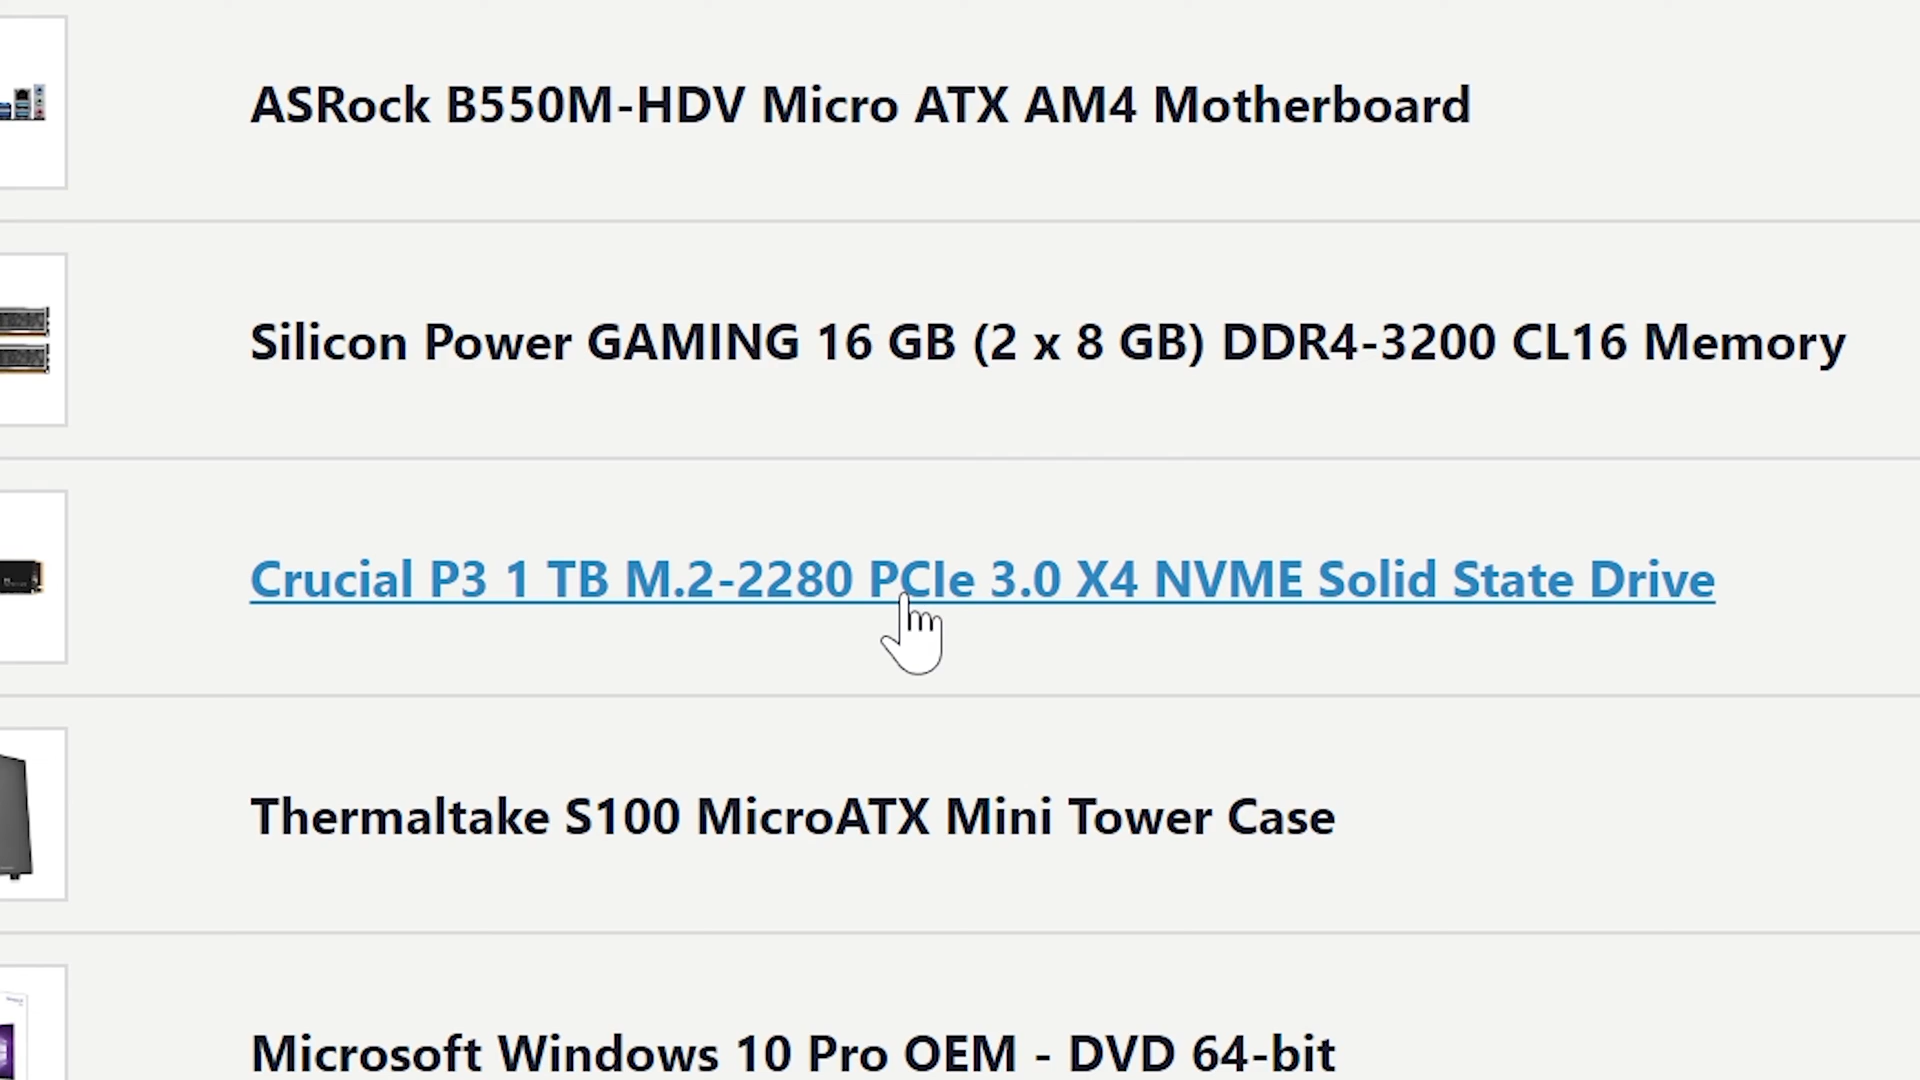 ASRock B550M-HDV Micro ATX AM4 Motherboard
Silicon Power GAMING 16 GB (2 x 8 GB) DDR4-3200 CL16 Memory
Crucial P3 1 TB M.2-2280 PCIe 3.0 X4 NVME Solid State Drive
Thermaltake S100 MicroATX Mini Tower Case
Microsoft Windows 10 Pro OEM - DVD 64-bit